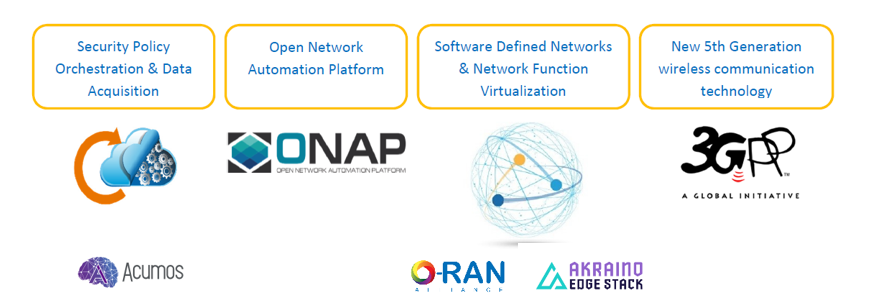 Security Policy
Orchestration & Data
Acquisition
Open Network
Automation Platform
Software Defined Networks
& Network Function
Virtualization
New 5th Generation
wireless communication
technology
ONAP
OPEN NETWORK AUTOMATION PLATFORM
3GPP
TM
A GLOBAL INITIATIVE
Acumos
O-RAN
AKRAINO
EDGE STACK